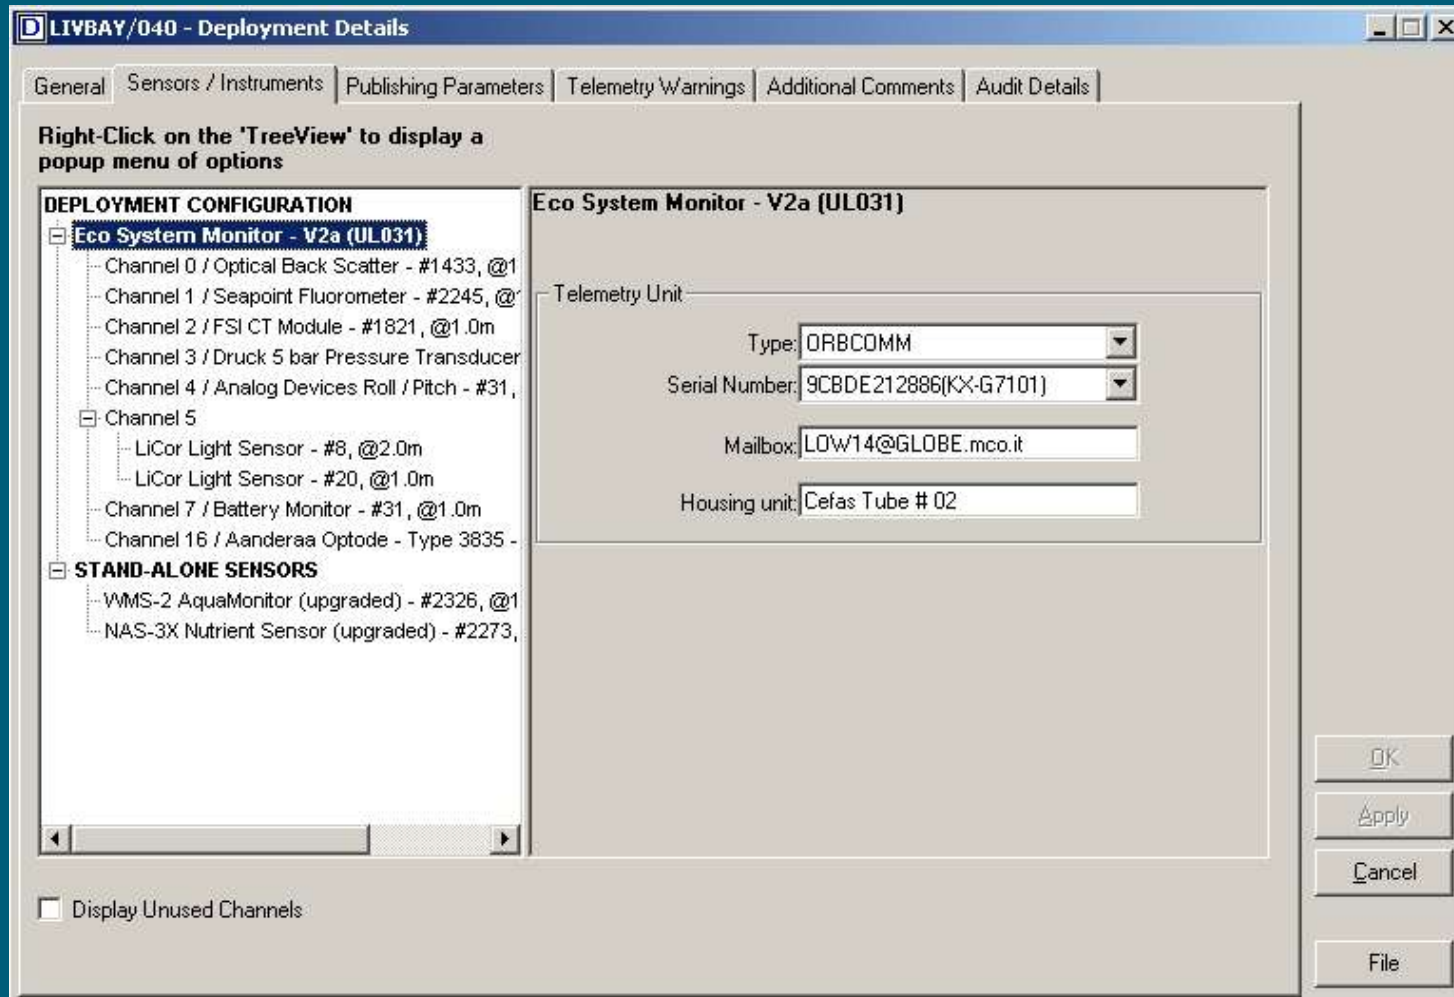 LIVBAY/040 - Deployment Details
General Sensors / Instruments Publishing Parameters Telemetry Warnings Additional Comments Audit Details
Right-Click on the 'TreeView' to display a
popup menu of options
DEPLOYMENT CONFIGURATION
Eco System Monitor - V2a (UL031)
Channel 0 / Optical Back Scatter - #1433, @1
Channel 1 / Seapoint Fluorometer - #2245, @1
Channel 2 / FSI CT Module - #1821, @1.0m
Channel 3 / Druck 5 bar Pressure Transducer
Channel 4 / Analog Devices Roll / Pitch - #31,
Channel 5
LiCor Light Sensor - #8, @2.0m
LiCor Light Sensor - #20, @1.0m
Channel 7 / Battery Monitor - #31, @1.0m
Channel 16 / Aanderaa Optode - Type 3835 -
STAND-ALONE SENSORS
WMS-2 AquaMonitor (upgraded) - #2326, @1
NAS-3X Nutrient Sensor (upgraded) - #2273,
Eco System Monitor - V2a (UL031)
Telemetry Unit
Type: ORBCOMM
Serial Number: 9CBDE212886(KX-G7101)
Mailbox: LOW14@GLOBE.mco.it
Housing unit: Cefas Tube # 02
Display Unused Channels
OK
Apply
Cancel
File